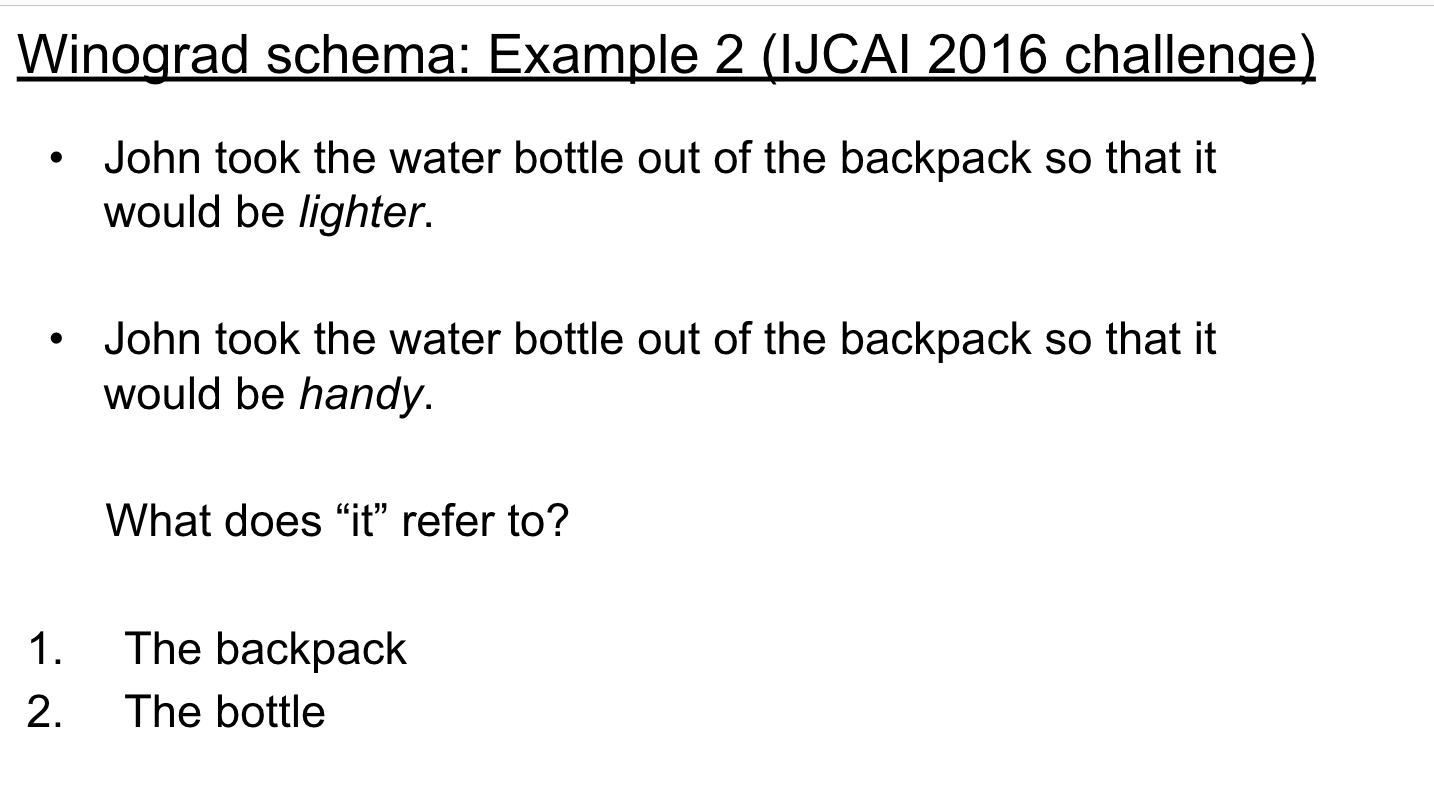 Winograd schema: Example 2 (IJCAI 2016 challenge)
• John took the water bottle out of the backpack so that it
would be lighter.
• John took the water bottle out of the backpack so that it
would be handy.
What does “it” refer to?
1. The backpack
2. The bottle